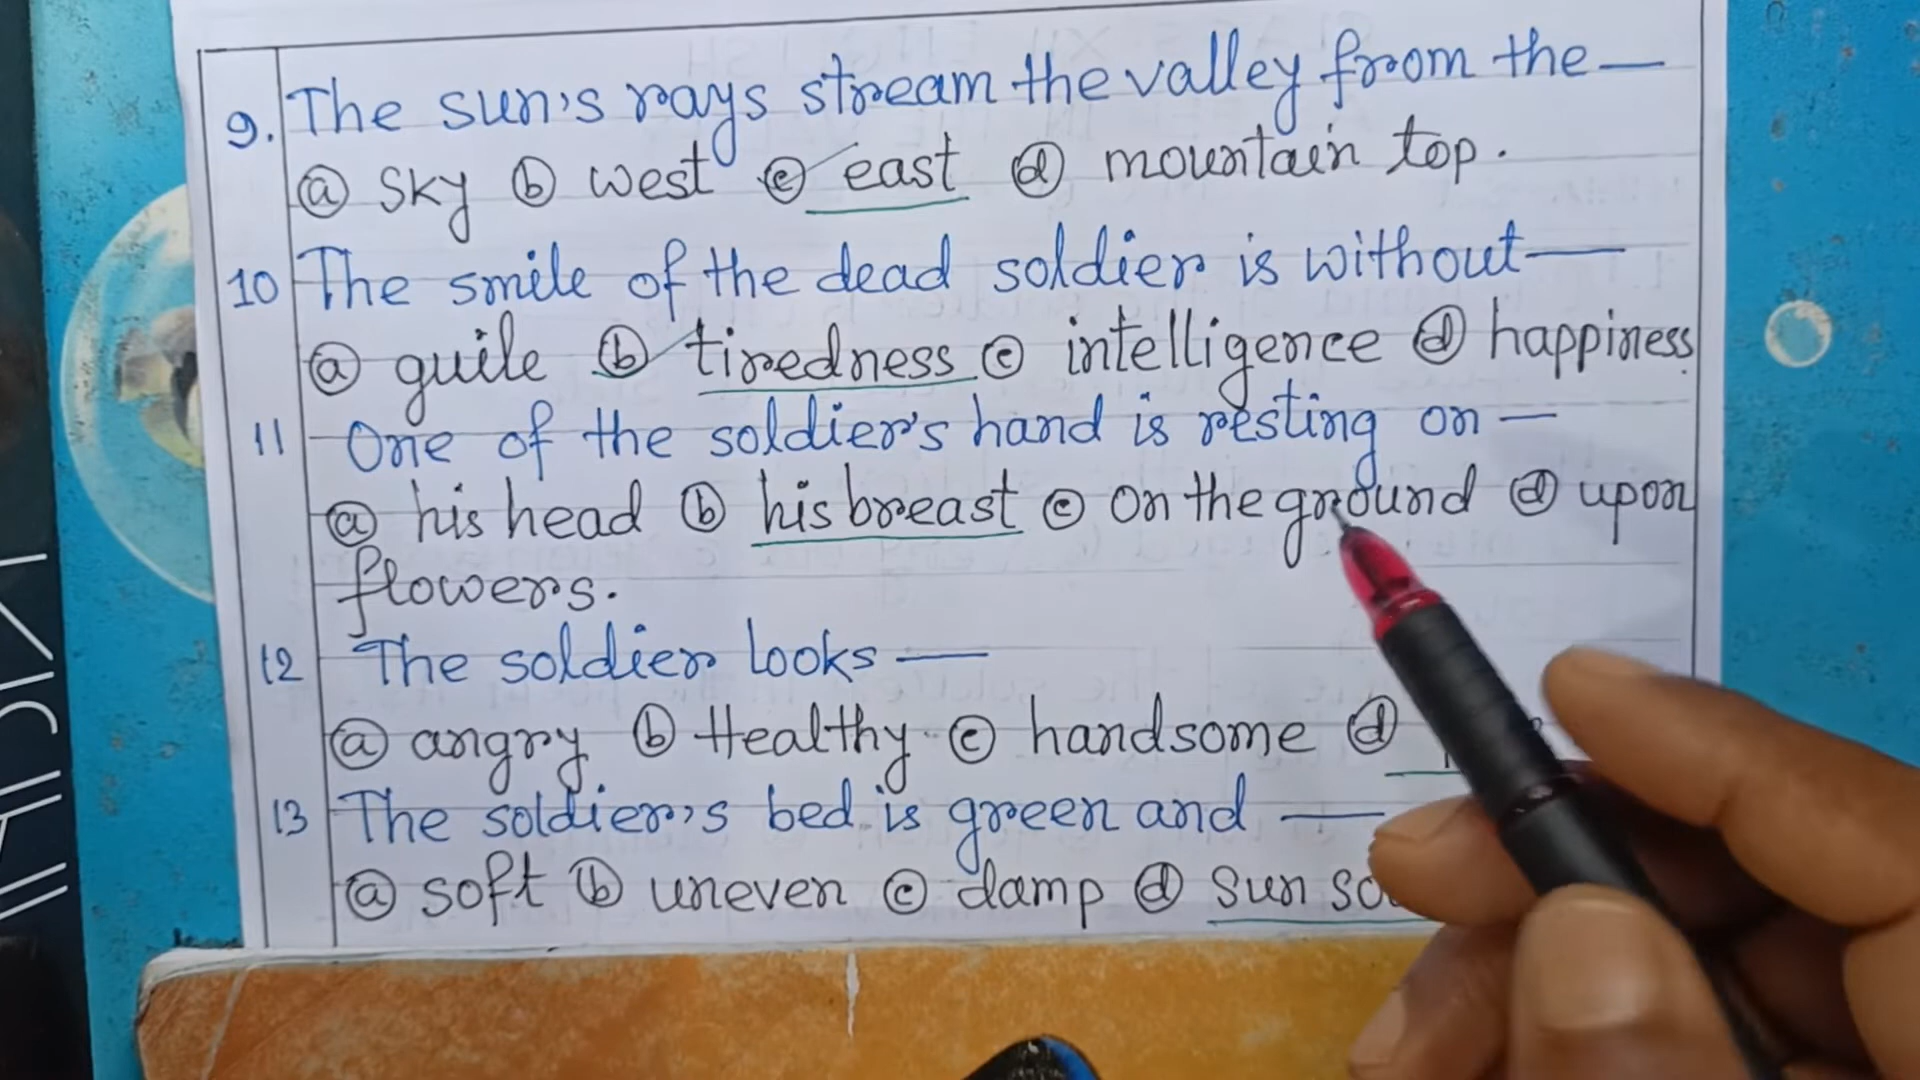 9. The sun's rays stream the valley from the —
ⓐ sky ⓑ west ⓒ east ⓓ mountain top.
10 The smile of the dead soldier is without —
ⓐ guile ⓑ tiredness ⓒ intelligence ⓓ happiness.
11 One of the soldier's hand is resting on —
ⓐ his head ⓑ his breast ⓒ on the ground ⓓ upon
flowers.
12 The soldier looks —
ⓐ angry ⓑ Healthy ⓒ handsome ⓓ
13 The soldier's bed is green and —
ⓐ soft ⓑ uneven ⓒ damp ⓓ sun